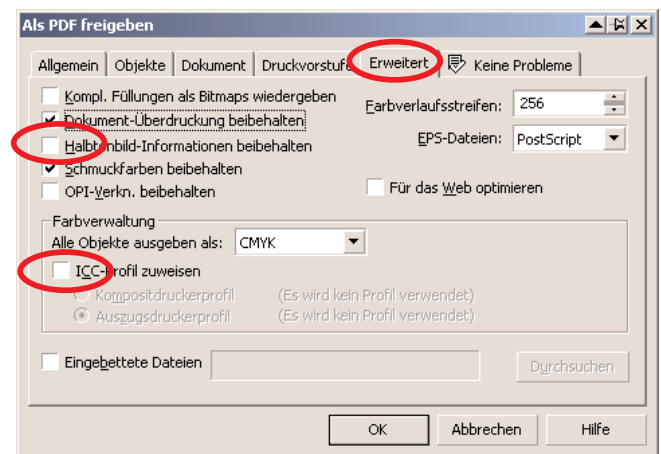 Als PDF freigeben
Allgemein Objekte Dokument Druckvorstufe Erweitert Keine Probleme
Kompl. Füllungen als Bitmaps wiedergeben
Farbverlaufsstreifen: 256
Dokument-Überdruckung beibehalten
EPS-Dateien: PostScript
Halbtonbild-Informationen beibehalten
Schmuckfarben beibehalten
OPI-Verkn. beibehalten
Für das Web optimieren
Farbverwaltung
Alle Objekte ausgeben als: CMYK
ICC-Profil zuweisen
Kompositdruckerprofil (Es wird kein Profil verwendet)
Auszugsdruckerprofil (Es wird kein Profil verwendet)
Eingebettete Dateien Durchsuchen
OK Abbrechen Hilfe